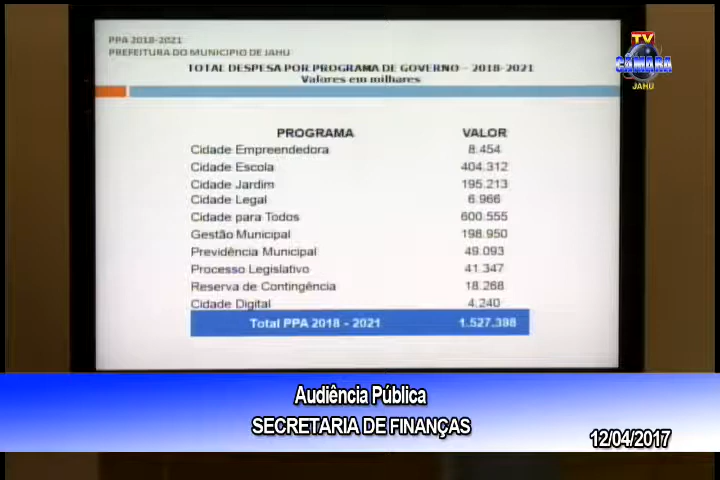 PPA 2018-2021
PREFEITURA DO MUNICIPIO DE JAHU
TOTAL DESPESA POR PROGRAMA DE GOVERNO – 2018-2021
Valores em milhares
TV
CÂMARA
JAHU
PROGRAMA VALOR
Cidade Empreendedora 8.454
Cidade Escola 404.312
Cidade Jardim 195.213
Cidade Legal 6.966
Cidade para Todos 600.555
Gestão Municipal 198.950
Previdência Municipal 49.093
Processo Legislativo 41.347
Reserva de Contingência 18.268
Cidade Digital 4.240
Total PPA 2018 - 2021 1.527.398
Audiência Pública
SECRETARIA DE FINANÇAS
12/04/2017